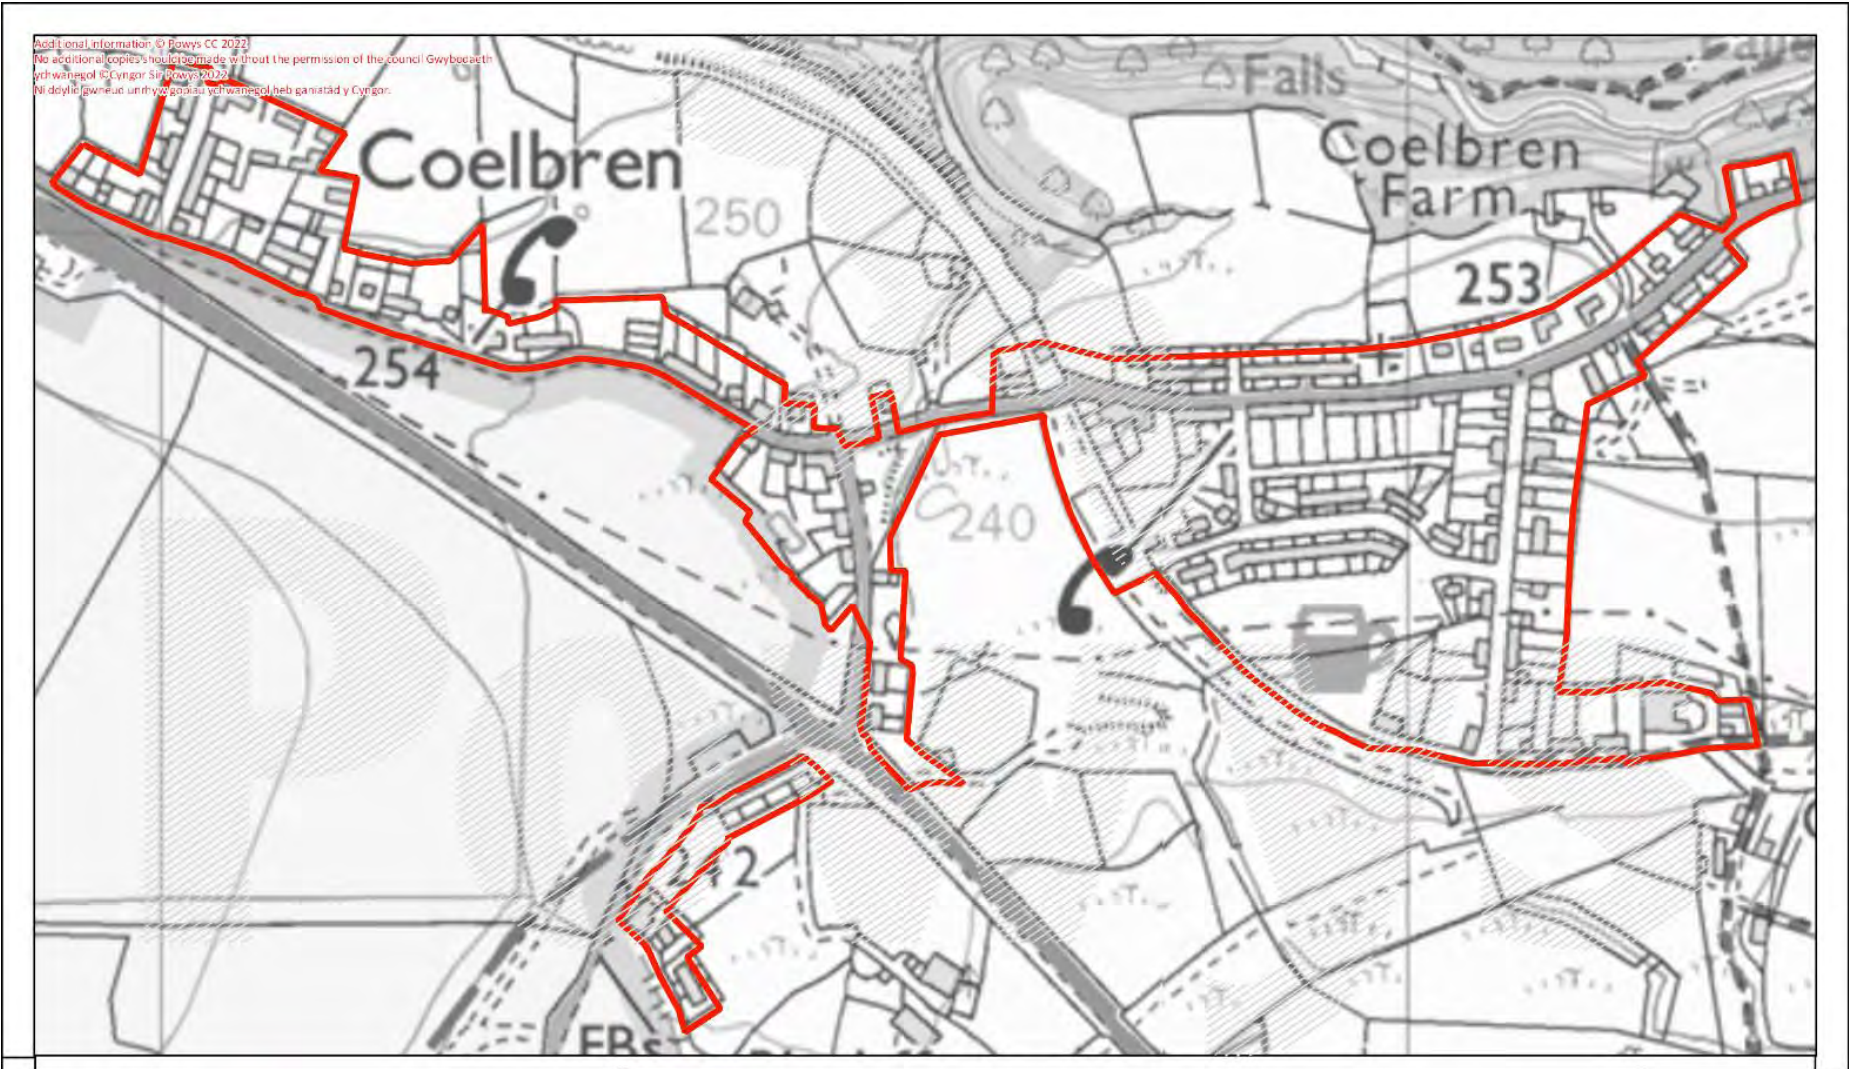 Additional information © Powys CC 2022
No additional copies should be made without the permission of the council Gwybodaeth
ychwanegol ©Cyngor Sir Powys 2022
Ni ddylid gwneud unrhyw gopïau ychwanegol heb ganiatâd y Cyngor.
Falls
Coelbren
Coelbren
Farm
250
253
254
240
FBs